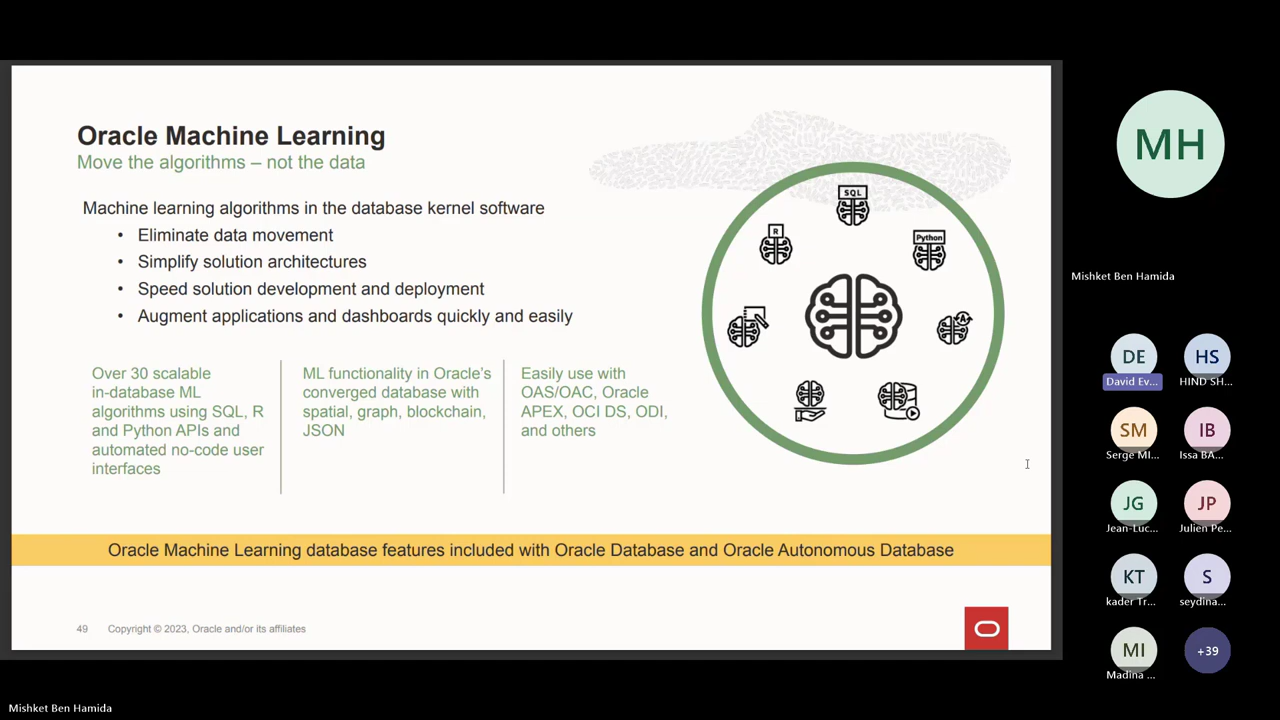 Oracle Machine Learning
Move the algorithms – not the data
Machine learning algorithms in the database kernel software
• Eliminate data movement
• Simplify solution architectures
• Speed solution development and deployment
• Augment applications and dashboards quickly and easily
Over 30 scalable
in-database ML
algorithms using SQL, R
and Python APIs and
automated no-code user
interfaces
ML functionality in Oracle's
converged database with
spatial, graph, blockchain,
JSON
Easily use with
OAS/OAC, Oracle
APEX, OCI DS, ODI,
and others
SQL
R
Python
A
Oracle Machine Learning database features included with Oracle Database and Oracle Autonomous Database
49 Copyright © 2023, Oracle and/or its affiliates
MH
Mishket Ben Hamida
DE
David Ev...
HS
HIND SH...
SM
Serge MI...
IB
Issa BA...
JG
Jean-Luc...
JP
Julien Pe...
KT
kader Tr...
S
seydina...
MI
Madina ...
+39
Mishket Ben Hamida